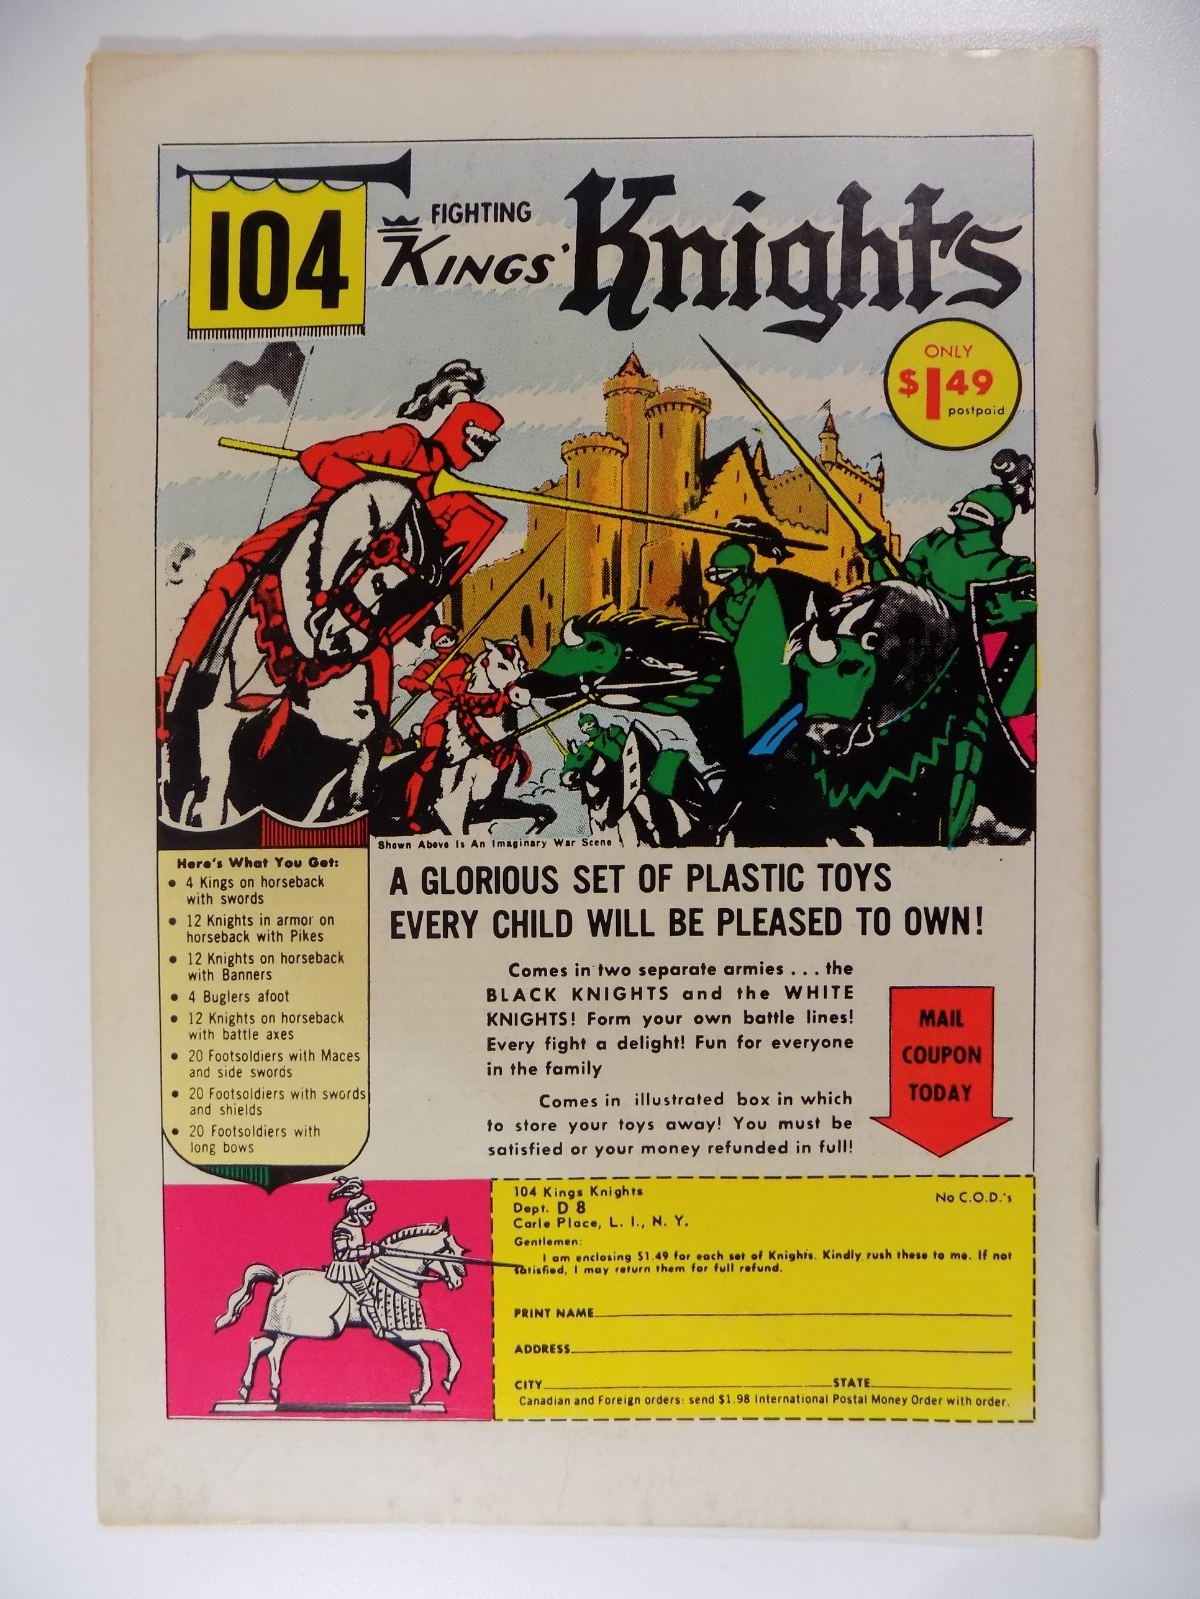 104
FIGHTING
KINGS' Knights
ONLY
$1.49
postpaid
Shown Above Is An Imaginary War Scene
Here's What You Get:
• 4 Kings on horseback
with swords
• 12 Knights in armor on
horseback with Pikes
• 12 Knights on horseback
with Banners
• 4 Buglers afoot
• 12 Knights on horseback
with battle axes
• 20 Footsoldiers with Maces
and side swords
• 20 Footsoldiers with swords
and shields
• 20 Footsoldiers with
long bows
A GLORIOUS SET OF PLASTIC TOYS
EVERY CHILD WILL BE PLEASED TO OWN!
Comes in two separate armies . . . the
BLACK KNIGHTS and the WHITE
KNIGHTS! Form your own battle lines!
Every fight a delight! Fun for everyone
in the family
Comes in illustrated box in which
to store your toys away! You must be
satisfied or your money refunded in full!
MAIL
COUPON
TODAY
104 Kings Knights
No C.O.D.'s
Dept. D 8
Carle Place, L. I., N. Y.
Gentlemen:
I am enclosing $1.49 for each set of Knights. Kindly rush these to me. If not
satisfied, I may return them for full refund.
PRINT NAME
ADDRESS
CITY STATE
Canadian and Foreign orders: send $1.98 International Postal Money Order with order.